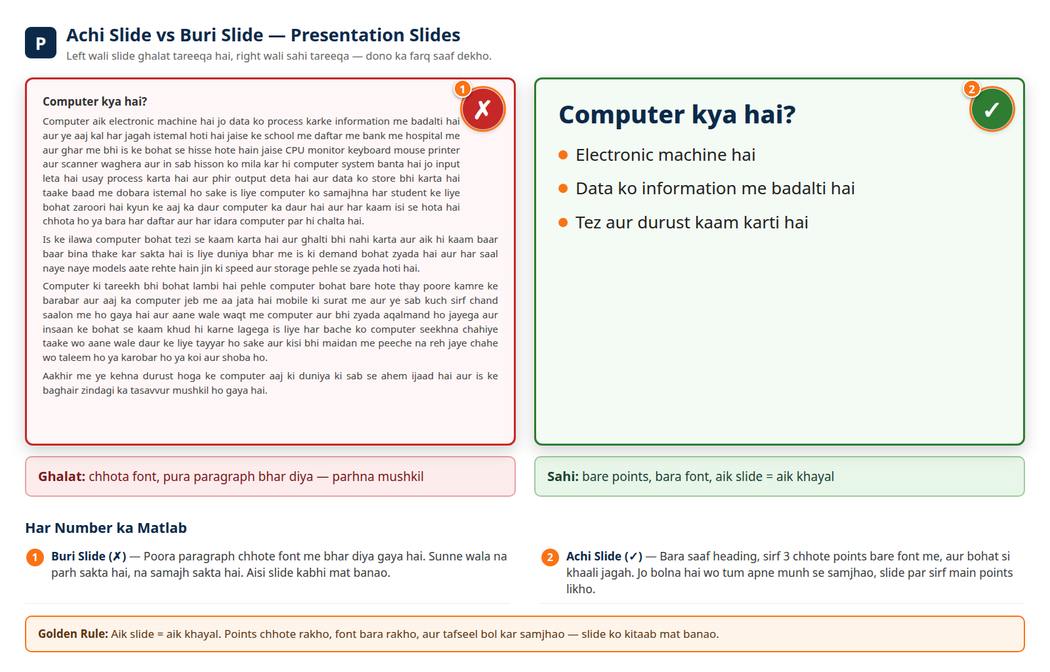 P
Achi Slide vs Buri Slide — Presentation Slides
Left wali slide ghalat tareeqa hai, right wali sahi tareeqa — dono ka farq saaf dekho.
1
✗
Computer kya hai?
Computer aik electronic machine hai jo data ko process karke information me badalti hai
aur ye aaj kal har jagah istemal hoti hai jaise ke school me daftar me bank me hospital me
aur ghar me bhi is ke bohat se hisse hote hain jaise CPU monitor keyboard mouse printer
aur scanner waghera aur in sab hisson ko mila kar hi computer system banta hai jo input
leta hai usay process karta hai aur phir output deta hai aur data ko store bhi karta hai
taake baad me dobara istemal ho sake is liye computer ko samajhna har student ke liye
bohat zaroori hai kyun ke aaj ka daur computer ka daur hai aur har kaam isi se hota hai
chhota ho ya bara har daftar aur har idara computer par hi chalta hai.
Is ke ilawa computer bohat tezi se kaam karta hai aur ghalti bhi nahi karta aur aik hi kaam baar
baar bina thake kar sakta hai is liye duniya bhar me is ki demand bohat zyada hai aur har saal
naye naye models aate rehte hain jin ki speed aur storage pehle se zyada hoti hai.
Computer ki tareekh bhi bohat lambi hai pehle computer bohat bare hote thay poore kamre ke
barabar aur aaj ka computer jeb me aa jata hai mobile ki surat me aur ye sab kuch sirf chand
saalon me ho gaya hai aur aane wale waqt me computer aur bhi zyada aqalmand ho jayega aur
insaan ke bohat se kaam khud hi karne lagega is liye har bache ko computer seekhna chahiye
taake wo aane wale daur ke liye tayyar ho sake aur kisi bhi maidan me peeche na reh jaye chahe
wo taleem ho ya karobar ho ya koi aur shoba ho.
Aakhir me ye kehna durust hoga ke computer aaj ki duniya ki sab se ahem ijaad hai aur is ke
baghair zindagi ka tasavvur mushkil ho gaya hai.
2
✓
Computer kya hai?
Electronic machine hai
Data ko information me badalti hai
Tez aur durust kaam karti hai
Ghalat: chhota font, pura paragraph bhar diya — parhna mushkil
Sahi: bare points, bara font, aik slide = aik khayal
Har Number ka Matlab
1 Buri Slide (✗) — Poora paragraph chhote font me bhar diya gaya hai. Sunne wala na
parh sakta hai, na samajh sakta hai. Aisi slide kabhi mat banao.
2 Achi Slide (✓) — Bara saaf heading, sirf 3 chhote points bare font me, aur bohat si
khaali jagah. Jo bolna hai wo tum apne munh se samjhao, slide par sirf main points
likho.
Golden Rule: Aik slide = aik khayal. Points chhote rakho, font bara rakho, aur tafseel bol kar samjhao — slide ko kitaab mat banao.